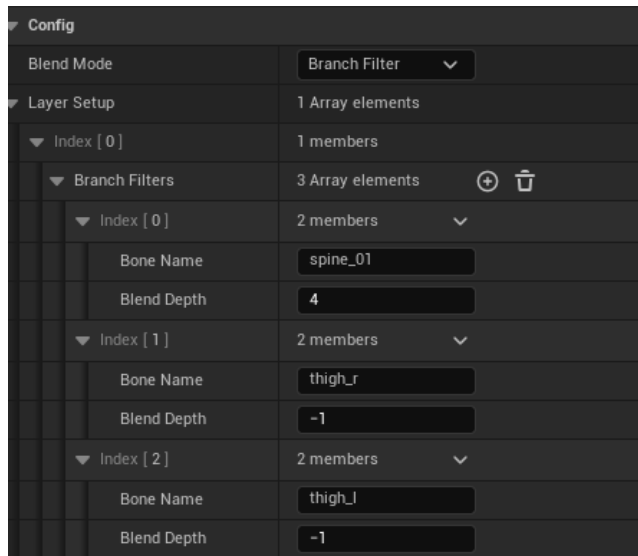 Config
Blend Mode Branch Filter
Layer Setup 1 Array elements
Index [ 0 ] 1 members
Branch Filters 3 Array elements
Index [ 0 ] 2 members
Bone Name spine_01
Blend Depth 4
Index [ 1 ] 2 members
Bone Name thigh_r
Blend Depth -1
Index [ 2 ] 2 members
Bone Name thigh_l
Blend Depth -1